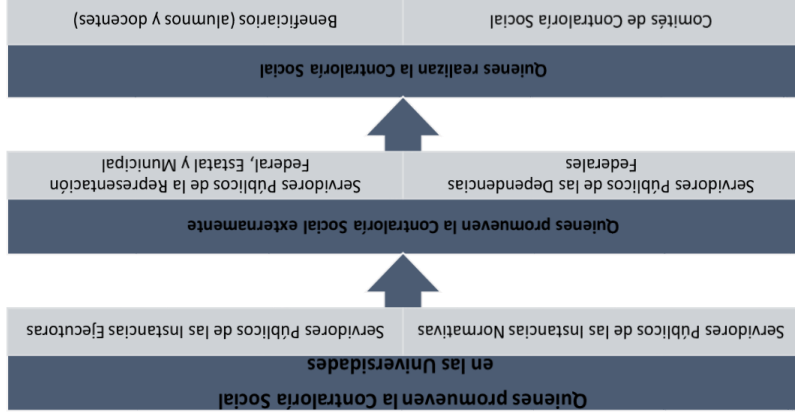 Quienes promueven la Contraloría Social
en las Universidades
Servidores Públicos de las Instancias Normativas
Servidores Públicos de las Instancias Ejecutoras
Quienes promueven la Contraloría Social externamente
Servidores Públicos de las Dependencias
Federales
Servidores Públicos de la Representación
Federal, Estatal y Municipal
Quienes realizan la Contraloría Social
Comités de Contraloría Social
Beneficiarios (alumnos y docentes)